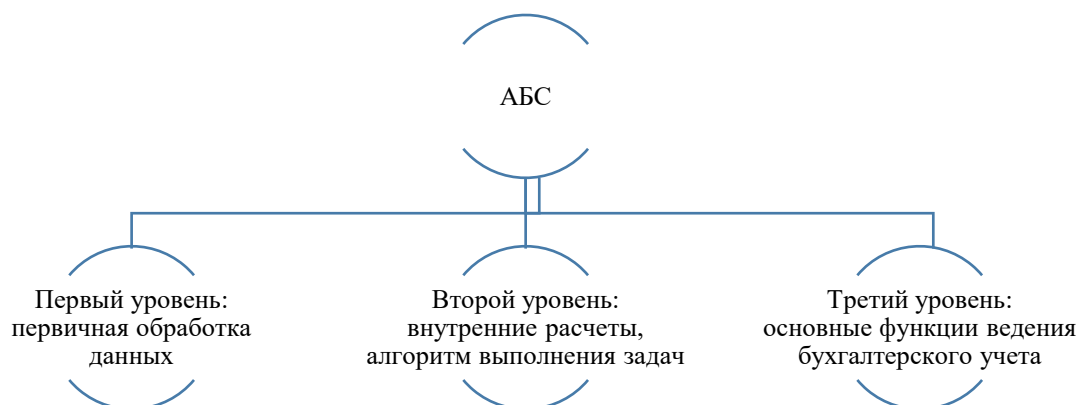 АБС
Первый уровень:
первичная обработка
данных
Второй уровень:
внутренние расчеты,
алгоритм выполнения задач
Третий уровень:
основные функции ведения
бухгалтерского учета